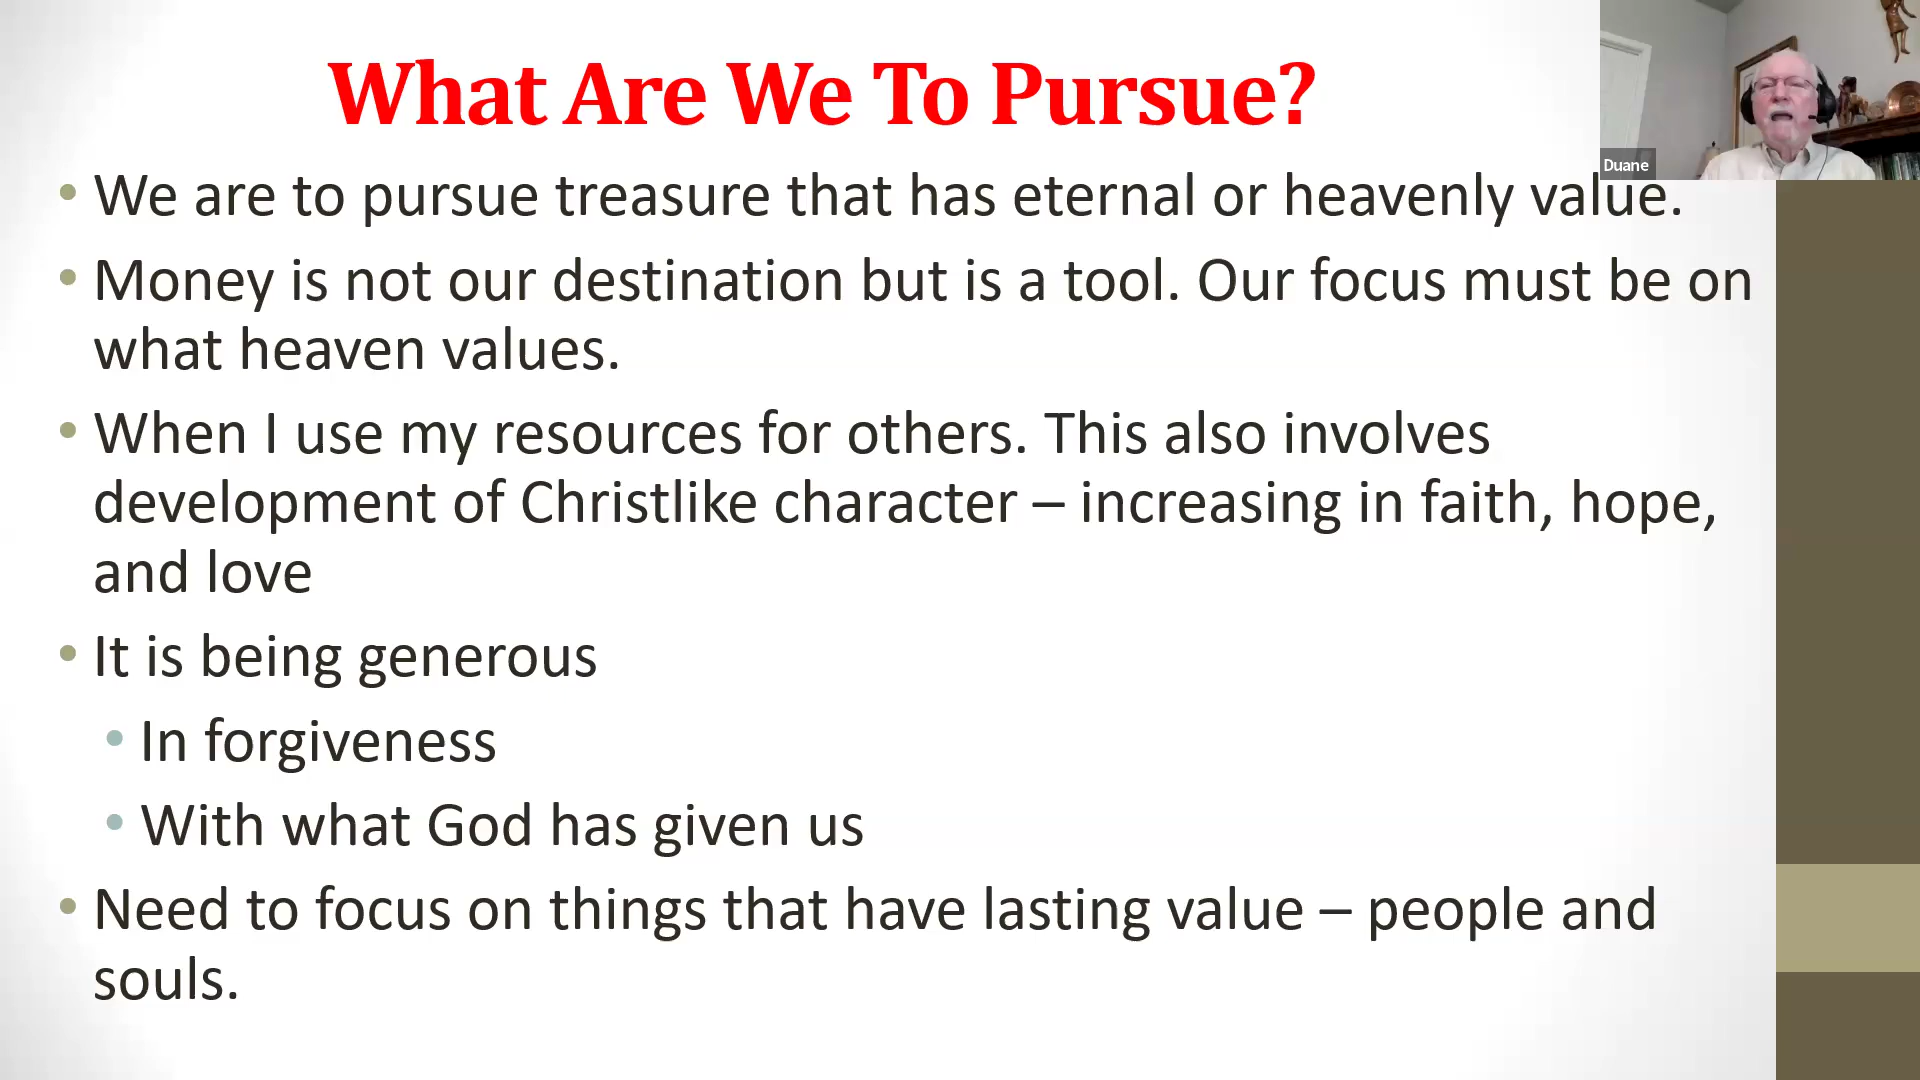 What Are We To Pursue?
Duane
• We are to pursue treasure that has eternal or heavenly value.
• Money is not our destination but is a tool. Our focus must be on
what heaven values.
• When I use my resources for others. This also involves
development of Christlike character – increasing in faith, hope,
and love
• It is being generous
• In forgiveness
• With what God has given us
• Need to focus on things that have lasting value – people and
souls.